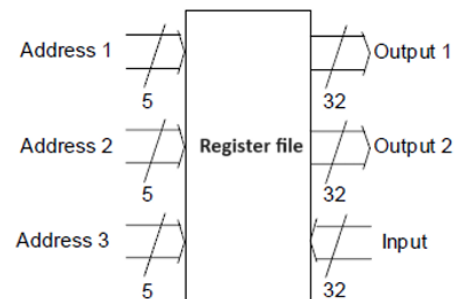 Address 1
5
Output 1
32
Address 2
5
Register file
Output 2
32
Address 3
5
Input
32